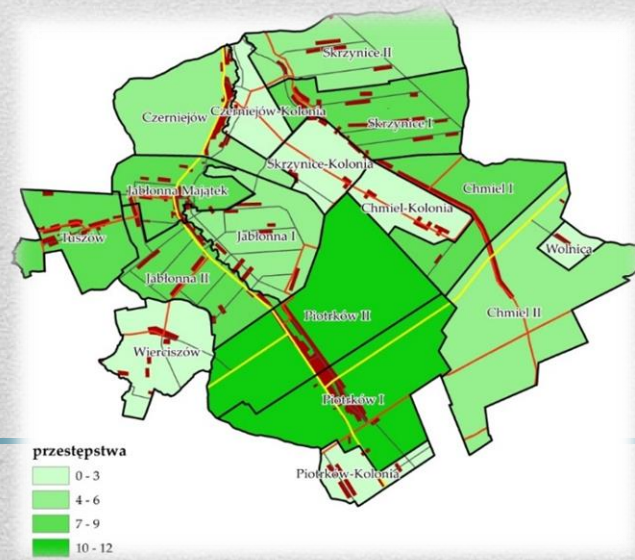 Skrzynice II
Czerniejów
Czerniejów-Kolonia
Skrzynice I
Skrzynice-Kolonia
Chmiel I
Jabłonna Majątek
Chmiel-Kolonia
Tuszów
Jabłonna I
Wolnica
Jabłonna II
Chmiel II
Piotrków II
Wierciszów
Piotrków I
Piotrków-Kolonia
przestępstwa
0 - 3
4 - 6
7 - 9
10 - 12